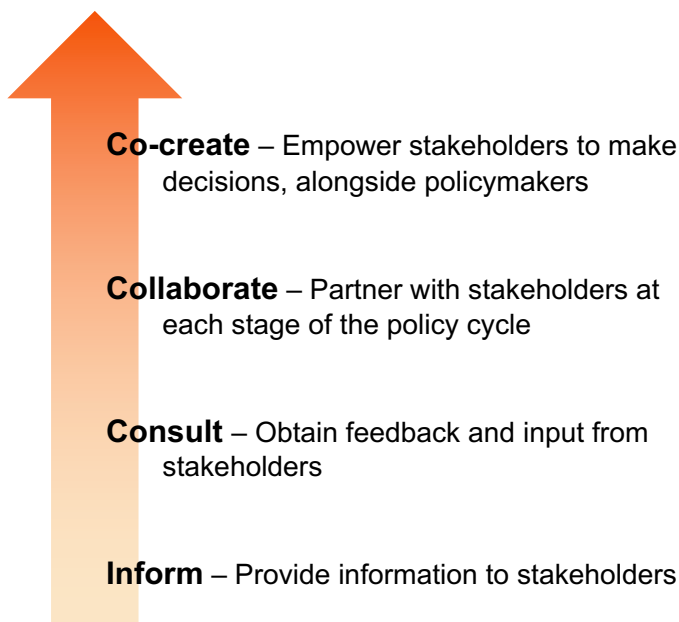 Co-create – Empower stakeholders to make
decisions, alongside policymakers
Collaborate – Partner with stakeholders at
each stage of the policy cycle
Consult – Obtain feedback and input from
stakeholders
Inform – Provide information to stakeholders